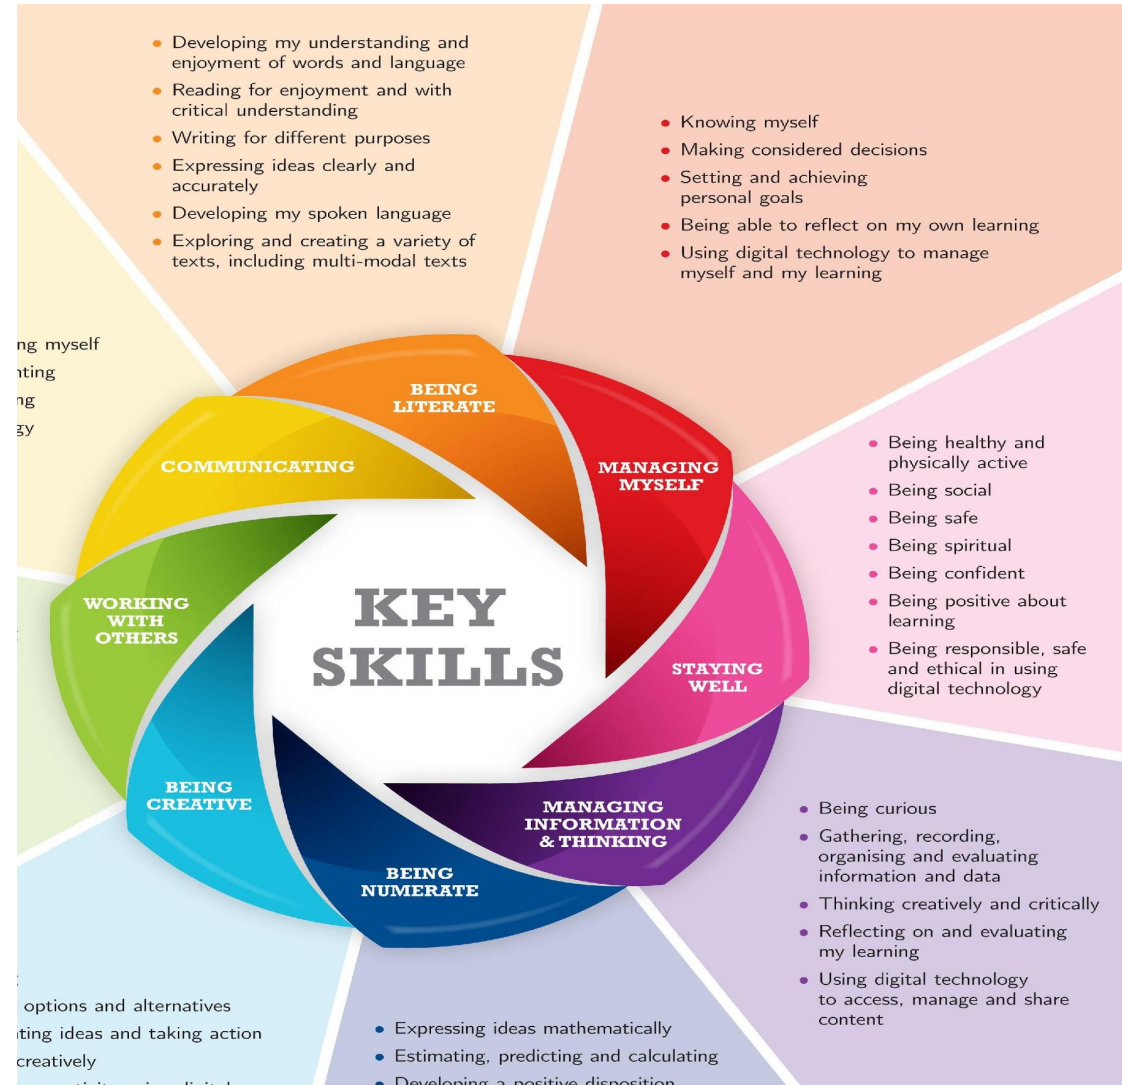 • Developing my understanding and
enjoyment of words and language
• Reading for enjoyment and with
critical understanding
• Writing for different purposes
• Expressing ideas clearly and
accurately
• Developing my spoken language
• Exploring and creating a variety of
texts, including multi-modal texts
• Knowing myself
• Making considered decisions
• Setting and achieving
personal goals
• Being able to reflect on my own learning
• Using digital technology to manage
myself and my learning
myself
BEING
LITERATE
MANAGING
MYSELF
COMMUNICATING
• Being healthy and
physically active
• Being social
• Being safe
• Being spiritual
• Being confident
• Being positive about
learning
• Being responsible, safe
and ethical in using
digital technology
WORKING
WITH
OTHERS
KEY
SKILLS
STAYING
WELL
BEING
CREATIVE
MANAGING
INFORMATION
& THINKING
BEING
NUMERATE
• Being curious
• Gathering, recording,
organising and evaluating
information and data
• Thinking creatively and critically
• Reflecting on and evaluating
my learning
• Using digital technology
to access, manage and share
content
options and alternatives
ideas and taking action
creatively
• Expressing ideas mathematically
• Estimating, predicting and calculating
• Developing a positive disposition